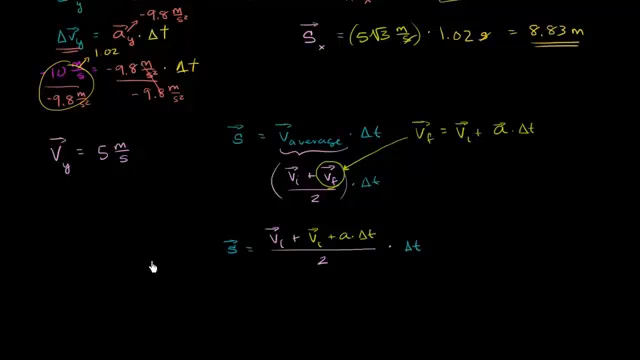 -9.8 m/s²
Δv⃗y = a⃗y · Δt
s⃗x = (5√3 m/s) · 1.02 s = 8.83 m
1.02
-10 m/s = -9.8 m/s² · Δt
-9.8 m/s² -9.8 m/s²
v⃗y = 5 m/s
s⃗ = v⃗average · Δt
v⃗f = v⃗i + a⃗ · Δt
(v⃗i + v⃗f / 2) · Δt
s⃗ = v⃗i + v⃗i + a · Δt / 2 · Δt